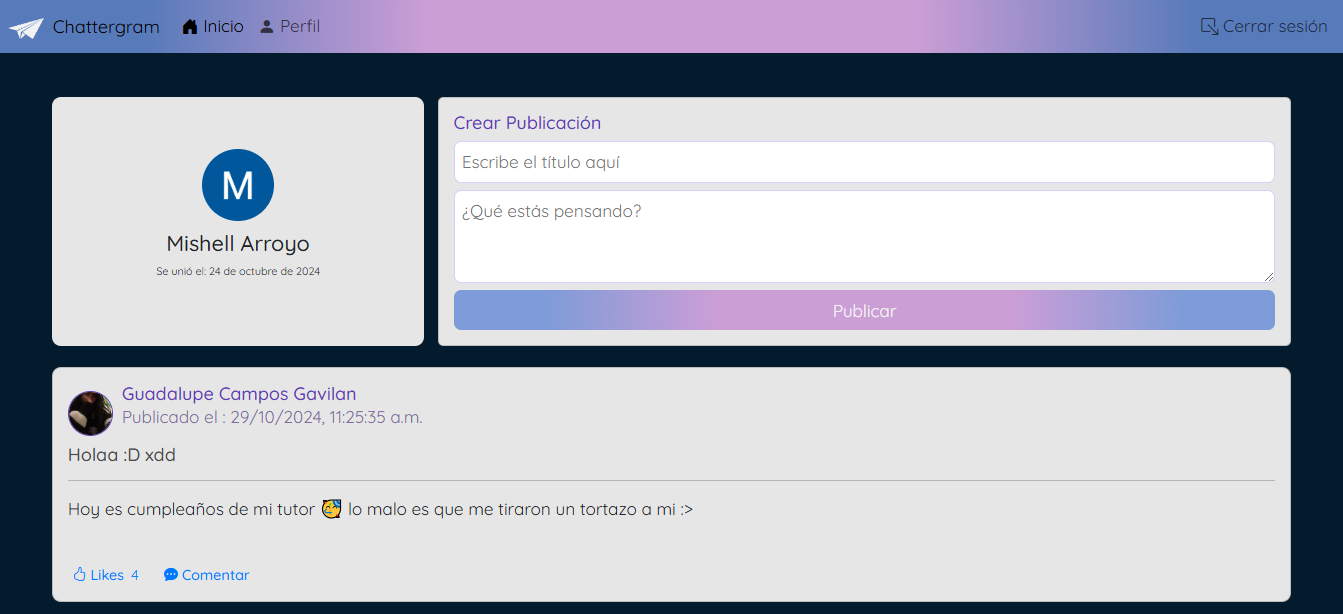 Chattergram Inicio Perfil Cerrar sesión
M
Mishell Arroyo
Se unió el: 24 de octubre de 2024
Crear Publicación
Escribe el título aquí
¿Qué estás pensando?
Publicar
Guadalupe Campos Gavilan
Publicado el : 29/10/2024, 11:25:35 a.m.
Holaa :D xdd
Hoy es cumpleaños de mi tutor 🥳 lo malo es que me tiraron un tortazo a mi :>
Likes 4 Comentar